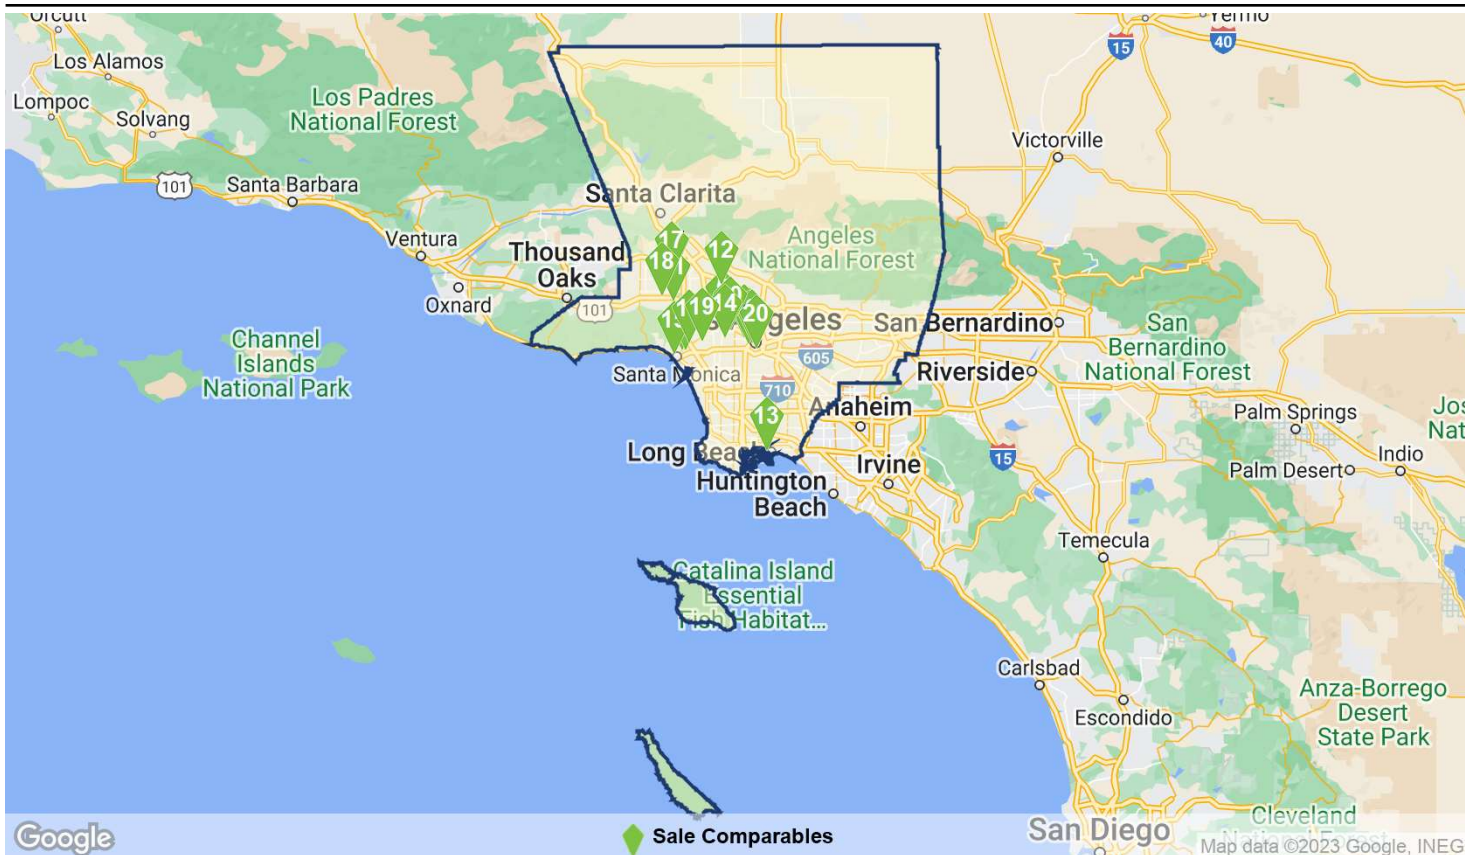 Orcutt
Yermo
15
40
Los Alamos
Los Padres
National Forest
Lompoc
Solvang
Victorville
101
Santa Barbara
Santa Clarita
Ventura
17
12
Angeles
National Forest
Thousand
Oaks
18
Oxnard
101
19
14
20
San Bernardino
San
Bernardino
National Forest
Channel
Islands
National Park
605
Santa Monica
710
Riverside
13
Anaheim
Palm Springs
Long Beac
Irvine
15
Indio
Palm Desert
Huntington
Beach
Temecula
Catalina Island
Essential
Fish Habitat...
Carlsbad
Anza-Borrego
Desert
State Park
Escondido
Google
Sale Comparables
San Diego
Cleveland
Map data ©2023 Google, INEG